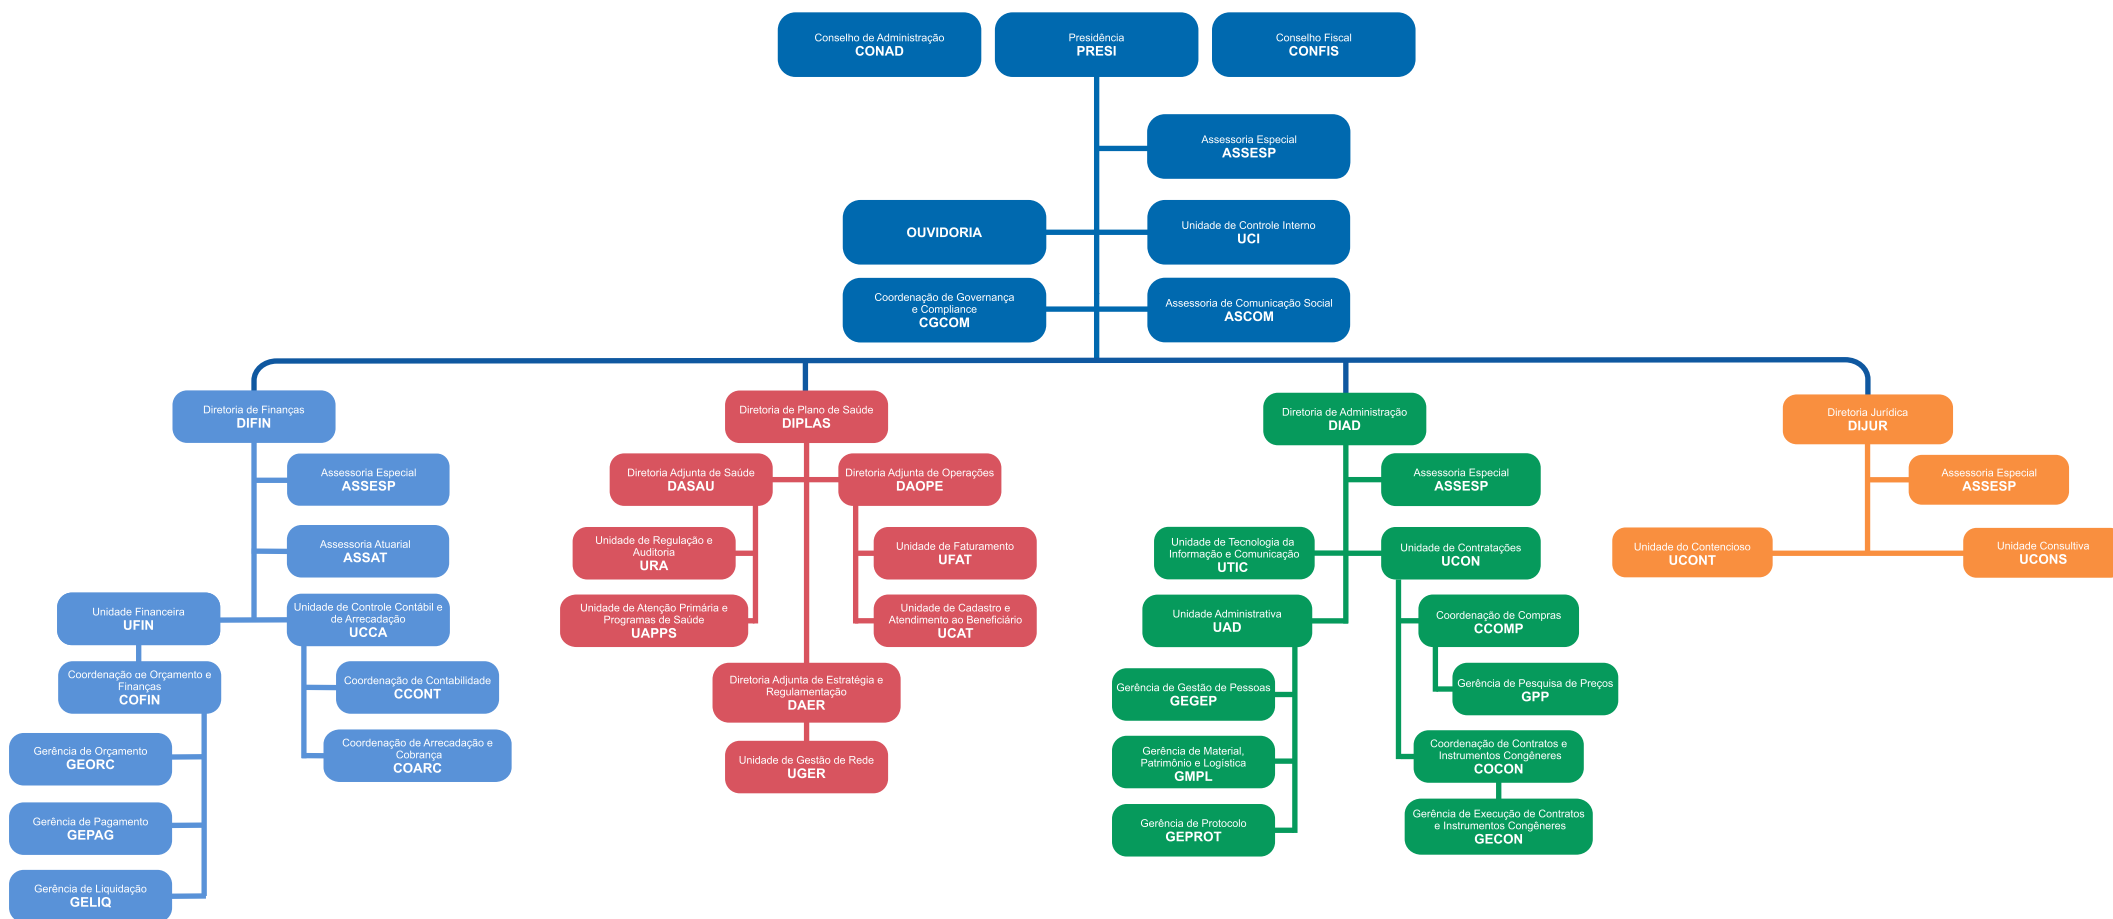 Conselho de Administração
CONAD
Presidência
PRESI
Conselho Fiscal
CONFIS
Assessoria Especial
ASSESP
OUVIDORIA
Unidade de Controle Interno
UCI
Coordenação de Governança
e Compliance
CGCOM
Assessoria de Comunicação Social
ASCOM
Diretoria de Finanças
DIFIN
Assessoria Especial
ASSESP
Assessoria Atuarial
ASSAT
Unidade Financeira
UFIN
Unidade de Controle Contábil e
de Arrecadação
UCCA
Coordenação de Orçamento e
Finanças
COFIN
Coordenação de Contabilidade
CCONT
Coordenação de Arrecadação e
Cobrança
COARC
Gerência de Orçamento
GEORC
Gerência de Pagamento
GEPAG
Gerência de Liquidação
GELIQ
Diretoria de Plano de Saúde
DIPLAS
Diretoria Adjunta de Saúde
DASAU
Diretoria Adjunta de Operações
DAOPE
Unidade de Regulação e
Auditoria
URA
Unidade de Faturamento
UFAT
Unidade de Atenção Primária e
Programas de Saúde
UAPPS
Unidade de Cadastro e
Atendimento ao Beneficiário
UCAT
Diretoria Adjunta de Estratégia e
Regulamentação
DAER
Unidade de Gestão de Rede
UGER
Diretoria de Administração
DIAD
Assessoria Especial
ASSESP
Unidade de Tecnologia da
Informação e Comunicação
UTIC
Unidade de Contratações
UCON
Unidade Administrativa
UAD
Coordenação de Compras
CCOMP
Gerência de Gestão de Pessoas
GEGEP
Gerência de Pesquisa de Preços
GPP
Gerência de Material,
Patrimônio e Logística
GMPL
Coordenação de Contratos e
Instrumentos Congêneres
COCON
Gerência de Protocolo
GEPROT
Gerência de Execução de Contratos
e Instrumentos Congêneres
GECON
Diretoria Jurídica
DIJUR
Assessoria Especial
ASSESP
Unidade do Contencioso
UCONT
Unidade Consultiva
UCONS